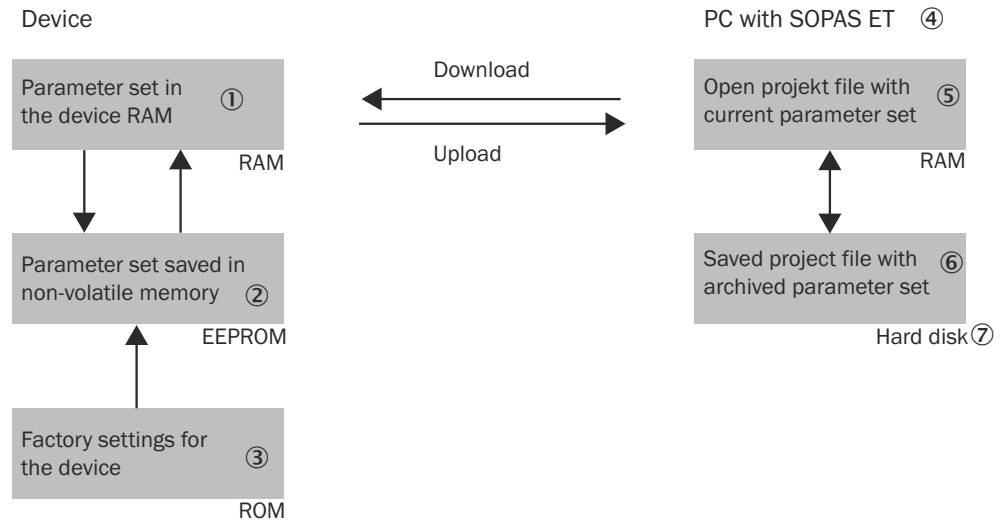 Device
PC with SOPAS ET ④
Parameter set in
the device RAM ①
RAM
Download
Upload
Open projekt file with
current parameter set ⑤
RAM
Parameter set saved in
non-volatile memory ②
EEPROM
Saved project file with
archived parameter set ⑥
Hard disk ⑦
Factory settings for
the device ③
ROM